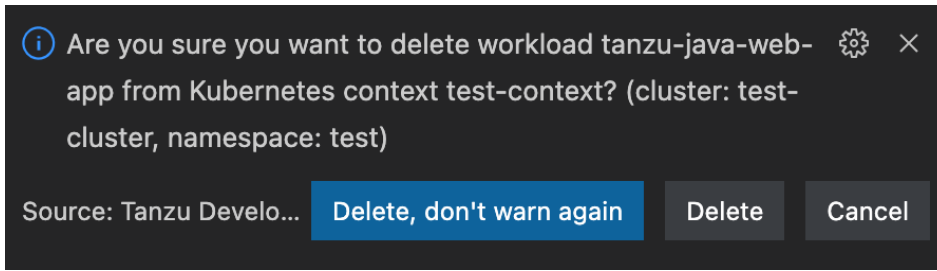 Are you sure you want to delete workload tanzu-java-web-
app from Kubernetes context test-context? (cluster: test-
cluster, namespace: test)
Source: Tanzu Develo... Delete, don't warn again Delete Cancel